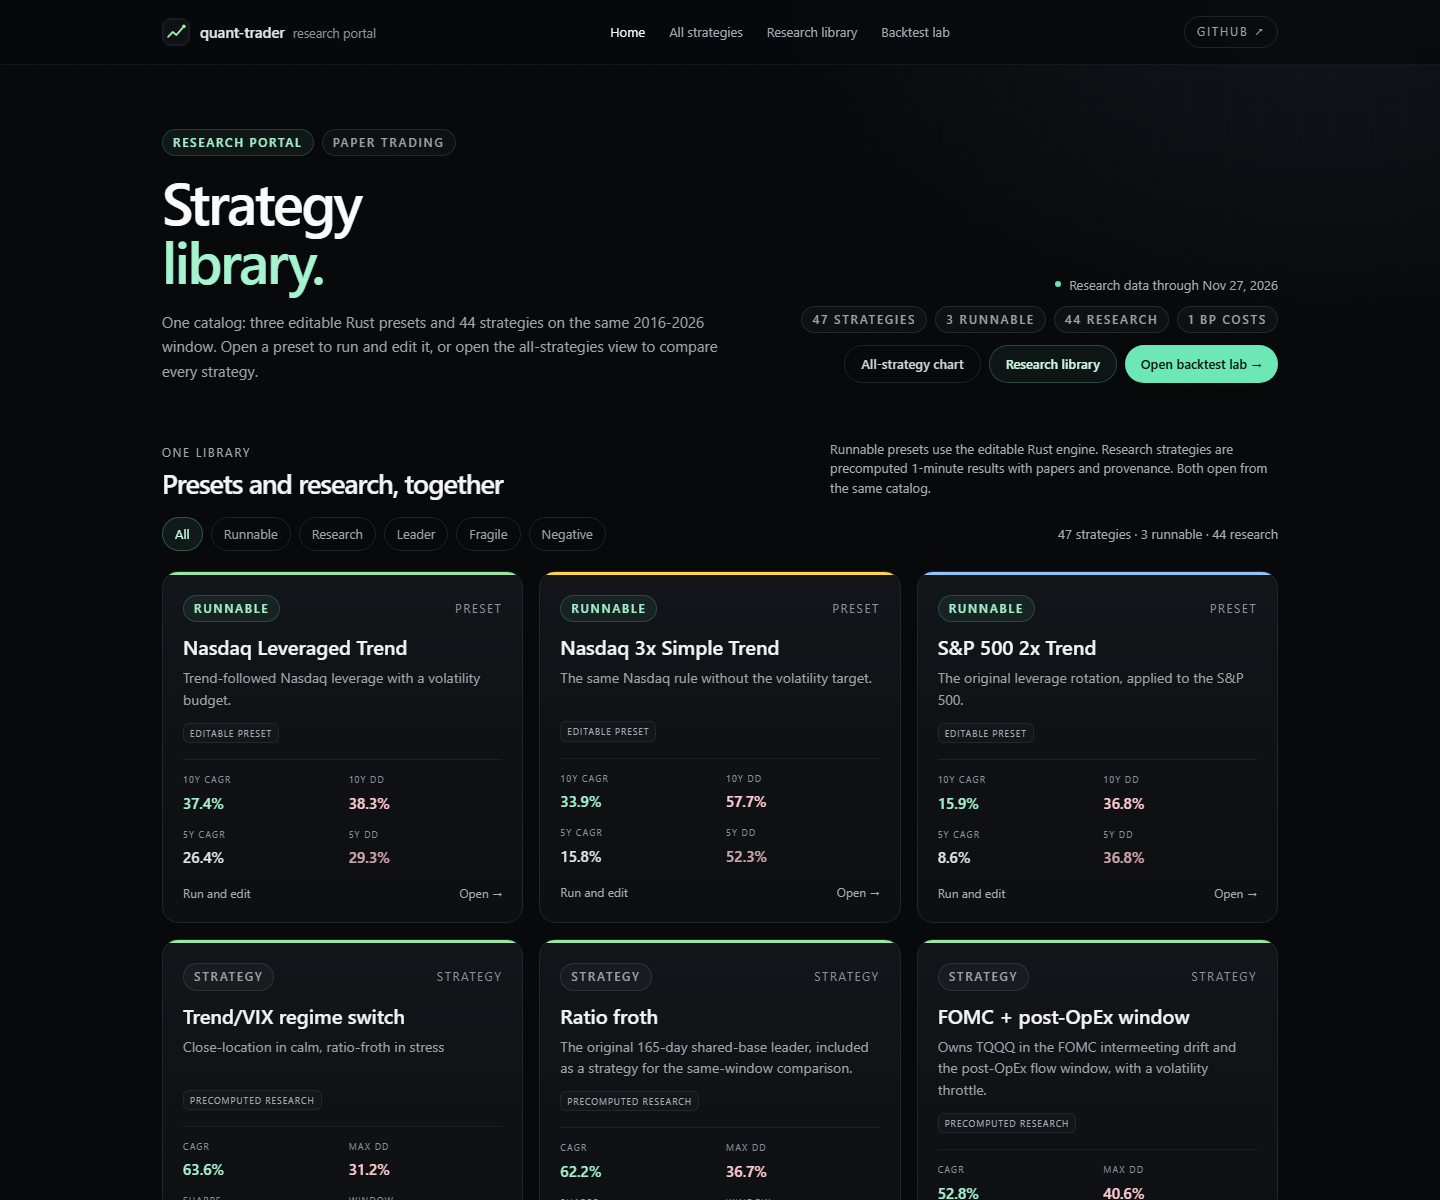 quant-trader research portal
Home
All strategies
Research library
Backtest lab
GITHUB ↗
RESEARCH PORTAL
PAPER TRADING
Strategy
library.
One catalog: three editable Rust presets and 44 strategies on the same 2016-2026
window. Open a preset to run and edit it, or open the all-strategies view to compare
every strategy.
Research data through Nov 27, 2026
47 STRATEGIES
3 RUNNABLE
44 RESEARCH
1 BP COSTS
All-strategy chart
Research library
Open backtest lab →
ONE LIBRARY
Presets and research, together
Runnable presets use the editable Rust engine. Research strategies are
precomputed 1-minute results with papers and provenance. Both open from
the same catalog.
All
Runnable
Research
Leader
Fragile
Negative
47 strategies · 3 runnable · 44 research
RUNNABLE
PRESET
Nasdaq Leveraged Trend
Trend-followed Nasdaq leverage with a volatility
budget.
EDITABLE PRESET
10Y CAGR
10Y DD
37.4%
38.3%
5Y CAGR
5Y DD
26.4%
29.3%
Run and edit
Open →
RUNNABLE
PRESET
Nasdaq 3x Simple Trend
The same Nasdaq rule without the volatility target.
EDITABLE PRESET
10Y CAGR
10Y DD
33.9%
57.7%
5Y CAGR
5Y DD
15.8%
52.3%
Run and edit
Open →
RUNNABLE
PRESET
S&P 500 2x Trend
The original leverage rotation, applied to the S&P
500.
EDITABLE PRESET
10Y CAGR
10Y DD
15.9%
36.8%
5Y CAGR
5Y DD
8.6%
36.8%
Run and edit
Open →
STRATEGY
STRATEGY
Trend/VIX regime switch
Close-location in calm, ratio-froth in stress
PRECOMPUTED RESEARCH
CAGR
MAX DD
63.6%
31.2%
STRATEGY
STRATEGY
Ratio froth
The original 165-day shared-base leader, included
as a strategy for the same-window comparison.
PRECOMPUTED RESEARCH
CAGR
MAX DD
62.2%
36.7%
STRATEGY
STRATEGY
FOMC + post-OpEx window
Owns TQQQ in the FOMC intermeeting drift and
the post-OpEx flow window, with a volatility
throttle.
PRECOMPUTED RESEARCH
CAGR
MAX DD
52.8%
40.6%